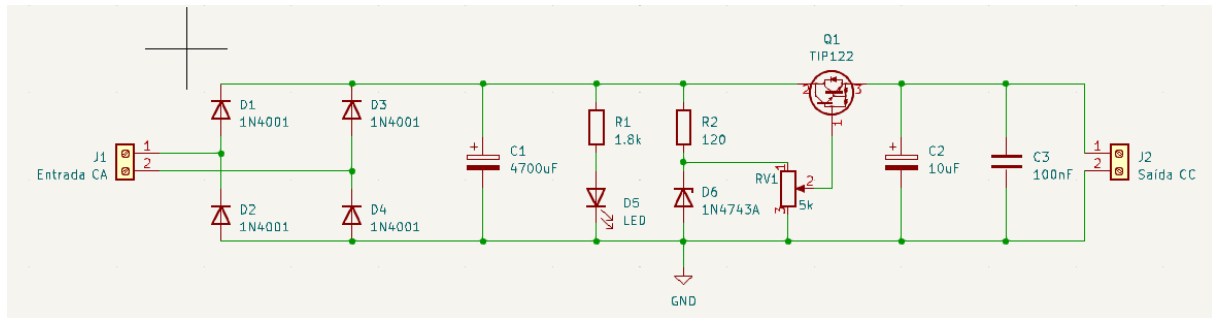 Q1
TIP122
2
3
1
D1
1N4001
D3
1N4001
R1
1.8k
R2
120
J1
1
2
Entrada CA
C1
4700uF
+
D2
1N4001
D4
1N4001
D5
LED
D6
1N4743A
RV1
1
2
3
5k
+
C2
10uF
C3
100nF
1
2
J2
Saída CC
GND